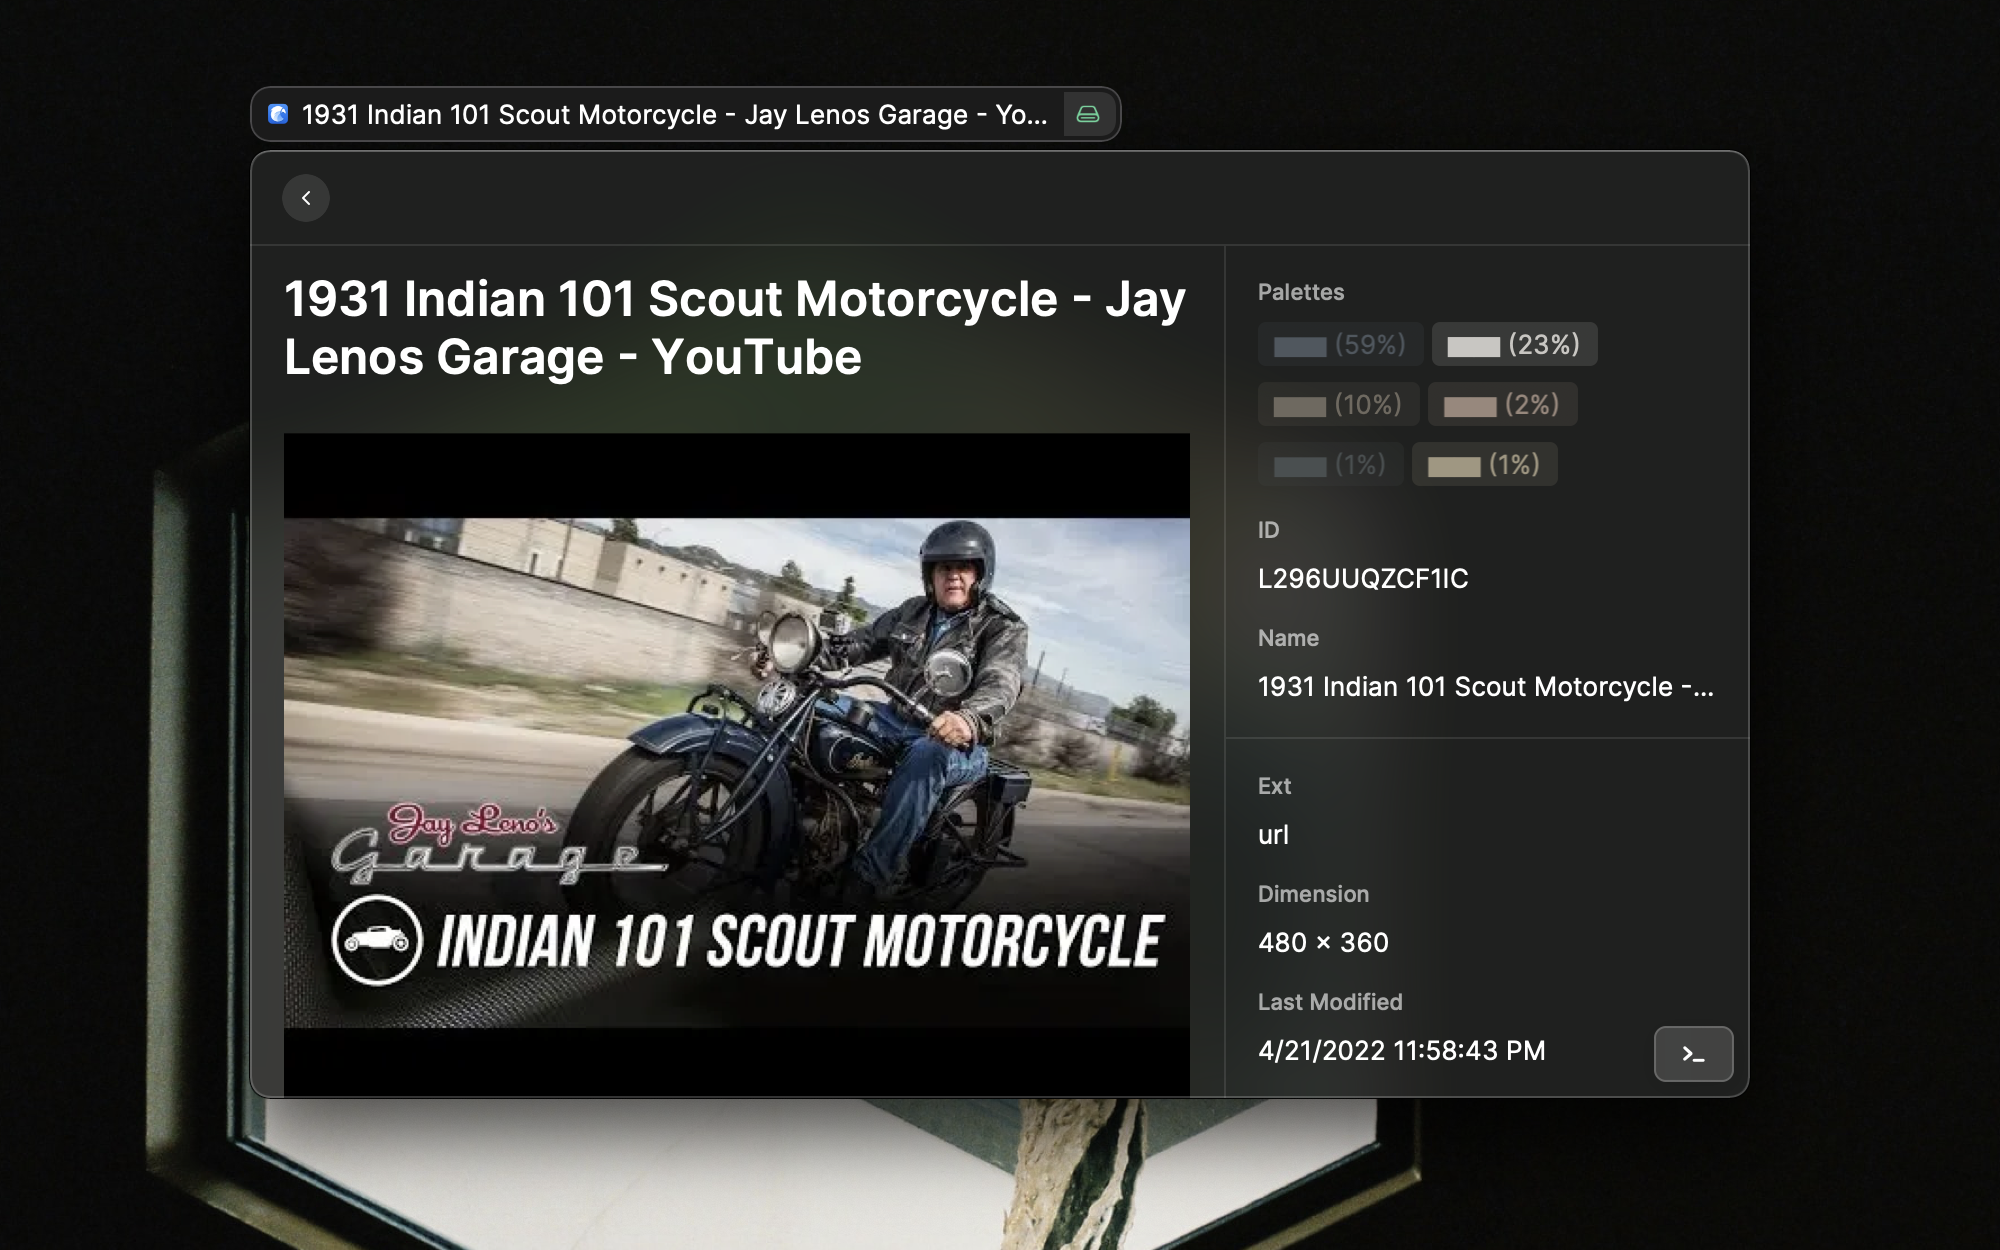 1931 Indian 101 Scout Motorcycle - Jay Lenos Garage - Yo...
1931 Indian 101 Scout Motorcycle - Jay
Lenos Garage - YouTube
Jay Leno's
Garage
INDIAN 101 SCOUT MOTORCYCLE
Palettes
(59%) (23%)
(10%) (2%)
(1%) (1%)
ID
L296UUQZCF1IC
Name
1931 Indian 101 Scout Motorcycle -...
Ext
url
Dimension
480 × 360
Last Modified
4/21/2022 11:58:43 PM